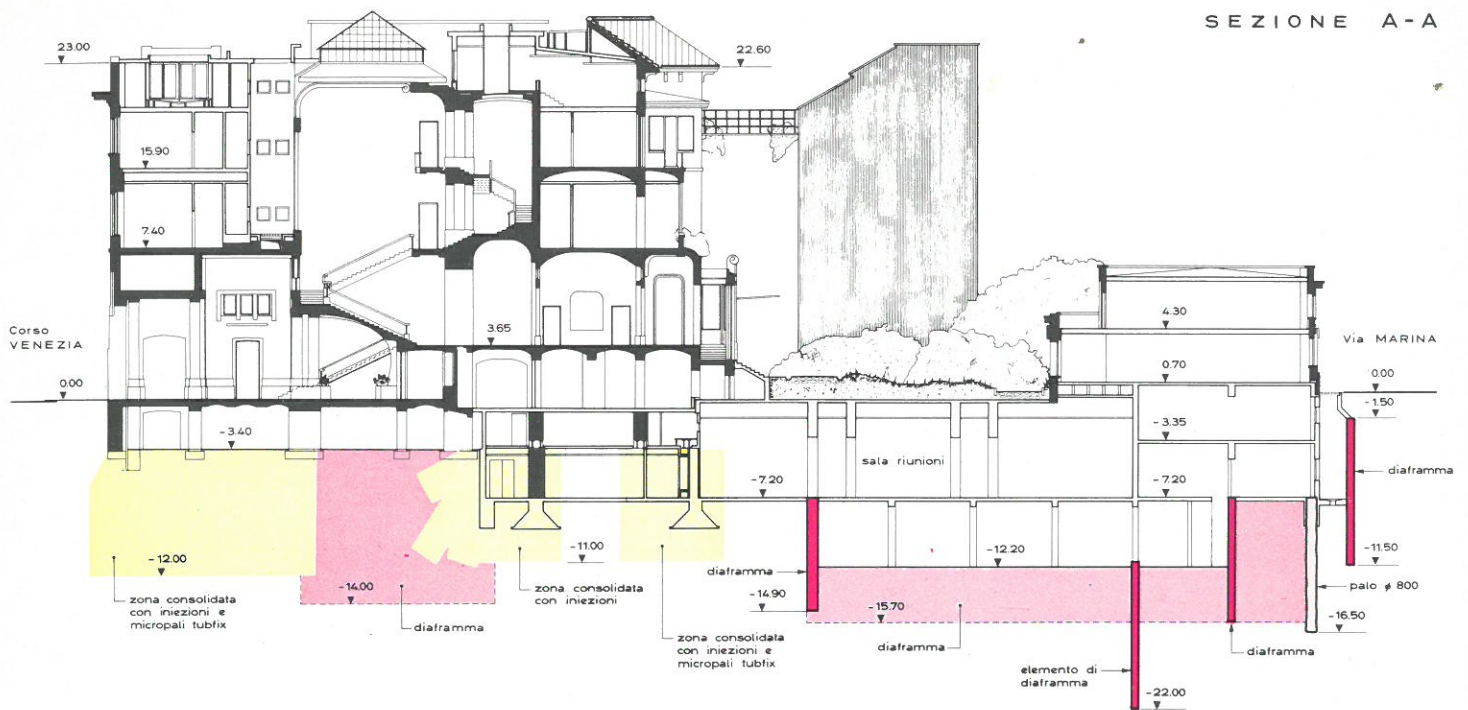 SEZIONE A-A
23.00
22.60
15.90
7.40
Corso
VENEZIA
3.65
4.30
Via MARINA
0.70
0.00
0.00
-1.50
-3.40
-3.35
sala riunioni
diaframma
-7.20
-7.20
-12.00
-11.00
-12.20
-11.50
zona consolidata
con iniezioni e
micropali tubfix
-14.00
diaframma
zona consolidata
con iniezioni
diaframma
-14.90
palo ø 800
-15.70
-16.50
zona consolidata
con iniezioni e
micropali tubfix
diaframma
diaframma
elemento di
diaframma
-22.00